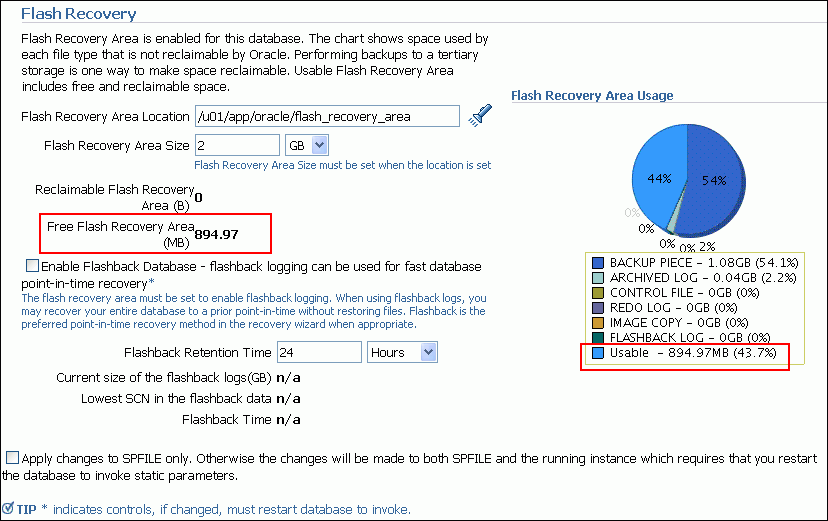 Flash Recovery
Flash Recovery Area is enabled for this database. The chart shows space used by
each file type that is not reclaimable by Oracle. Performing backups to a tertiary
storage is one way to make space reclaimable. Usable Flash Recovery Area
includes free and reclaimable space.
Flash Recovery Area Location /u01/app/oracle/flash_recovery_area
Flash Recovery Area Size 2 GB
Flash Recovery Area Size must be set when the location is set
Reclaimable Flash Recovery
Area (B) 0
Free Flash Recovery Area
(MB) 894.97
Enable Flashback Database - flashback logging can be used for fast database
point-in-time recovery*
The flash recovery area must be set to enable flashback logging. When using flashback logs, you
may recover your entire database to a prior point-in-time without restoring files. Flashback is the
preferred point-in-time recovery method in the recovery wizard when appropriate.
Flashback Retention Time 24 Hours
Current size of the flashback logs(GB) n/a
Lowest SCN in the flashback data n/a
Flashback Time n/a
Flash Recovery Area Usage
44%
54%
0%
0%
0%
0%
2%
BACKUP PIECE - 1.08GB (54.1%)
ARCHIVED LOG - 0.04GB (2.2%)
CONTROL FILE - 0GB (0%)
REDO LOG - 0GB (0%)
IMAGE COPY - 0GB (0%)
FLASHBACK LOG - 0GB (0%)
Usable - 894.97MB (43.7%)
Apply changes to SPFILE only. Otherwise the changes will be made to both SPFILE and the running instance which requires that you restart
the database to invoke static parameters.
TIP * indicates controls, if changed, must restart database to invoke.